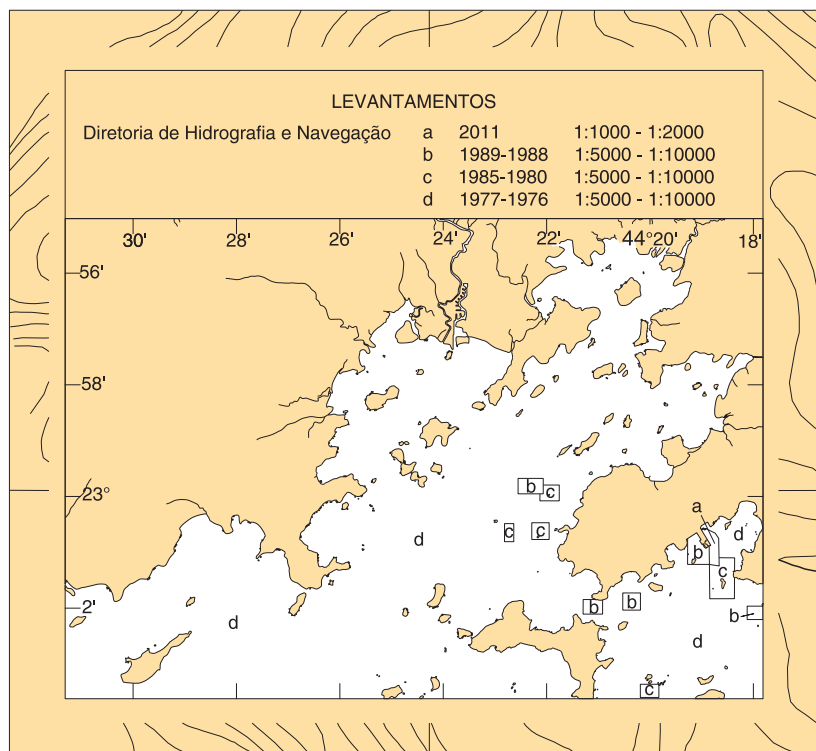 LEVANTAMENTOS
Diretoria de Hidrografia e Navegação a 2011 1:1000 - 1:2000
b 1989-1988 1:5000 - 1:10000
c 1985-1980 1:5000 - 1:10000
d 1977-1976 1:5000 - 1:10000
30' 28' 26' 24' 22' 44°20' 18'
56'
58'
23°
b
c
a
c
c
d
d
b
c
b
b
b
2'
d
d
c